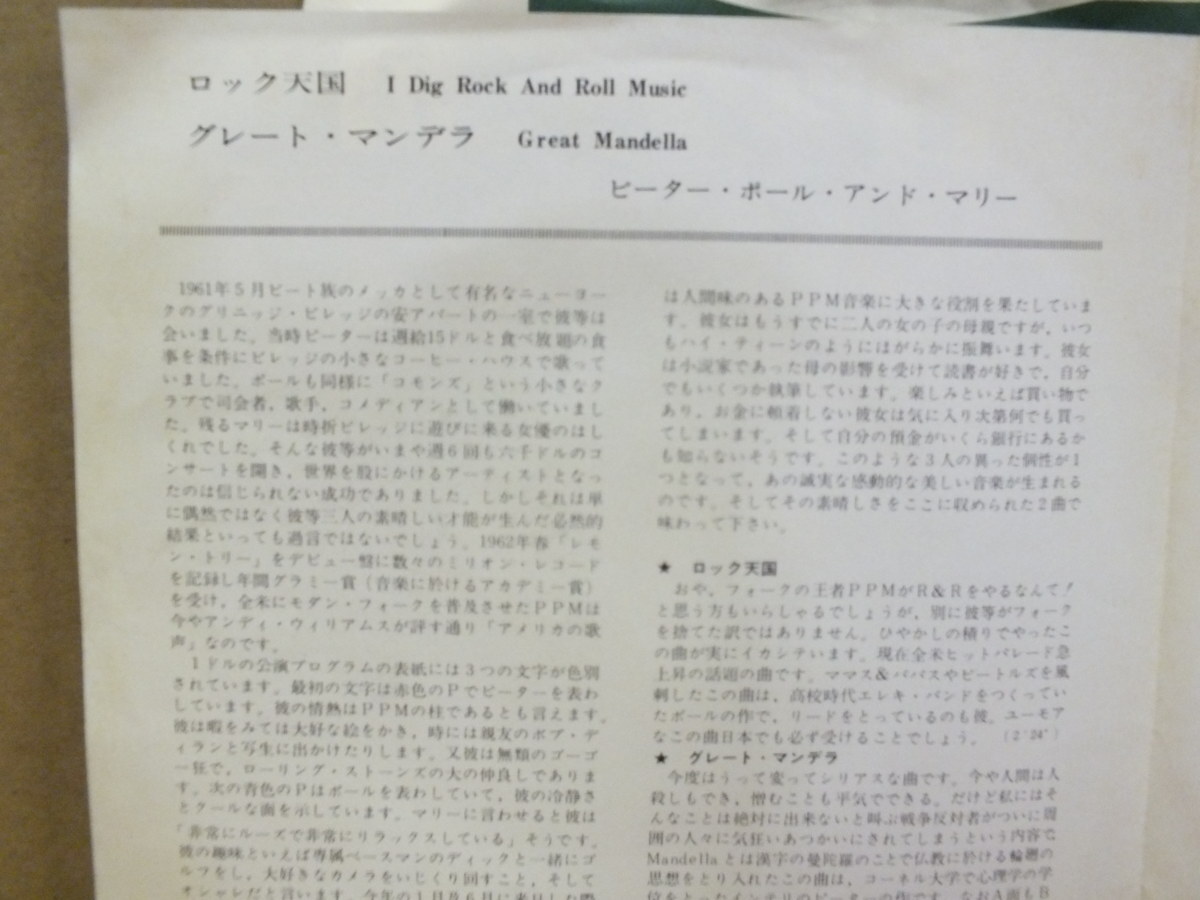 ロック天国　I Dig Rock And Roll Music
グレート・マンデラ　Great Mandella
ピーター・ポール・アンド・マリー
1961年5月ビート族のメッカとして有名なニューヨー
クのグリニッジ・ビレッジの安アパートの一室で彼等は
会いました。当時ピーターは週給15ドルと食べ放題の食
事を条件にビレッジの小さなコーヒー・ハウスで歌って
いました。ポールも同様に「コモンズ」という小さなク
ラブで司会者，歌手，コメディアンとして働いていまし
た。残るマリーは時折ビレッジに遊びに来る女優のはし
くれでした。そんな彼等がいまや週6回も六千ドルのコ
ンサートを開き，世界を股にかけるアーティストとなっ
たのは信じられない成功でありました。しかしそれは単
に偶然ではなく彼等三人の素晴しい才能が生んだ必然的
結果といっても過言ではないでしょう。1962年春「レモ
ン・トリー」をデビュー盤に数々のミリオン・レコード
を記録し年間グラミー賞（音楽に於けるアカデミー賞）
を受け，全米にモダン・フォークを普及させたPPMは
今やアンディ・ウィリアムスが評す通り「アメリカの歌
声」なのです。
1ドルの公演プログラムの表紙には3つの文字が色別
されています。最初の文字は赤色のPでピーターを表わ
しています。彼の情熱はPPMの柱であるとも言えます。
彼は暇をみては大好な絵をかき，時には親友のボブ・デ
ィランと写生に出かけたりします。又彼は無類のゴーゴ
ー狂で，ローリング・ストーンズの大の仲良しでありま
す。次の青色のPはポールを表わしていて，彼の冷静さ
とクールな面を示しています。マリーに言わせると彼は
「非常にルーズで非常にリラックスしている」そうです。
彼の趣味といえば専属ベースマンのディックと一緒にゴ
ルフをし，大好きなカメラをいじくり回すこと，そして
オシャレだと言います。今年の1月及6月に来日した際
は人間味のあるPPM音楽に大きな役割を果たしていま
す。彼女はもうすでに二人の女の子の母親ですが，いつ
もハイ・ティーンのようにほがらかに振舞います。彼女
は小説家であった母の影響を受けて読書が好きで，自分
でもいくつか執筆しています。楽しみといえば買い物で
あり，お金に頓着しない彼女は気に入り次第何でも買っ
てしまいます。そして自分の預金がいくら銀行にあるか
も知らないそうです。このような3人の異った個性が1
つとなって，あの誠実な感動的な美しい音楽が生まれる
のです。そしてその素晴しさをここに収められた2曲で
味わって下さい。
★　ロック天国
おや，フォークの王者PPMがR&Rをやるなんて！
と思う方もいらしゃるでしょうが，別に彼等がフォーク
を捨てた訳ではありません。ひやかしの積りでやったこ
の曲が実にイカシテいます。現在全米ヒットパレード急
上昇の話題の曲です。ママス&パパスやビートルズを風
刺したこの曲は，高校時代エレキ・バンドをつくってい
たポールの作で，リードをとっているのも彼。ユーモア
なこの曲日本でも必ず受けることでしょう。（2′24″）
★　グレート・マンデラ
今度はうって変ってシリアスな曲です。今や人間は人
殺しもでき，憎むことも平気でできる。だけど私にはそ
んなことは絶対に出来ないと叫ぶ戦争反対者がついに周
囲の人々に気狂いあつかいにされてしまうという内容で
Mandellaとは漢字の曼陀羅のことで仏教に於ける輪廻の
思想をとり入れたこの曲は，コーネル大学で心理学の学
位をとったインテリのピーターの作です。なおA面もB